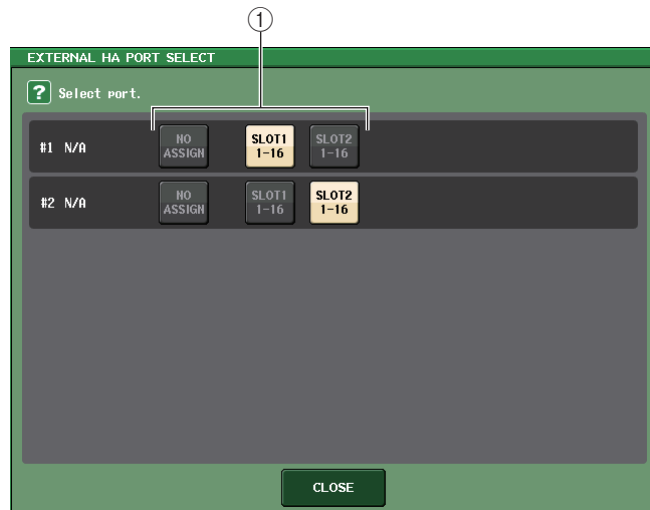 ①
EXTERNAL HA PORT SELECT
? Select port.
#1 N/A
NO
ASSIGN
SLOT1
1-16
SLOT2
1-16
#2 N/A
NO
ASSIGN
SLOT1
1-16
SLOT2
1-16
CLOSE